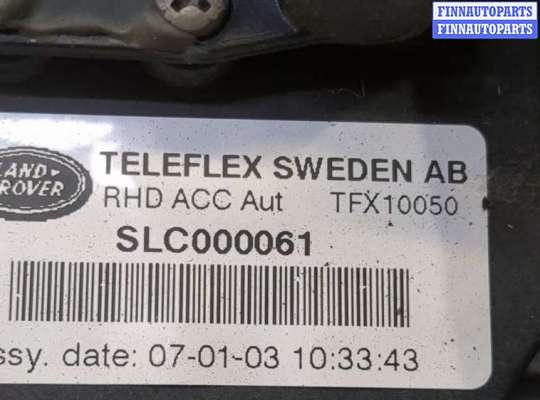 FINNAUTOPARTS
FINNAUTOPARTS
LAND
ROVER
TELEFLEX SWEDEN AB
RHD ACC Aut TFX10050
SLC000061
ssy. date: 07-01-03 10:33:43